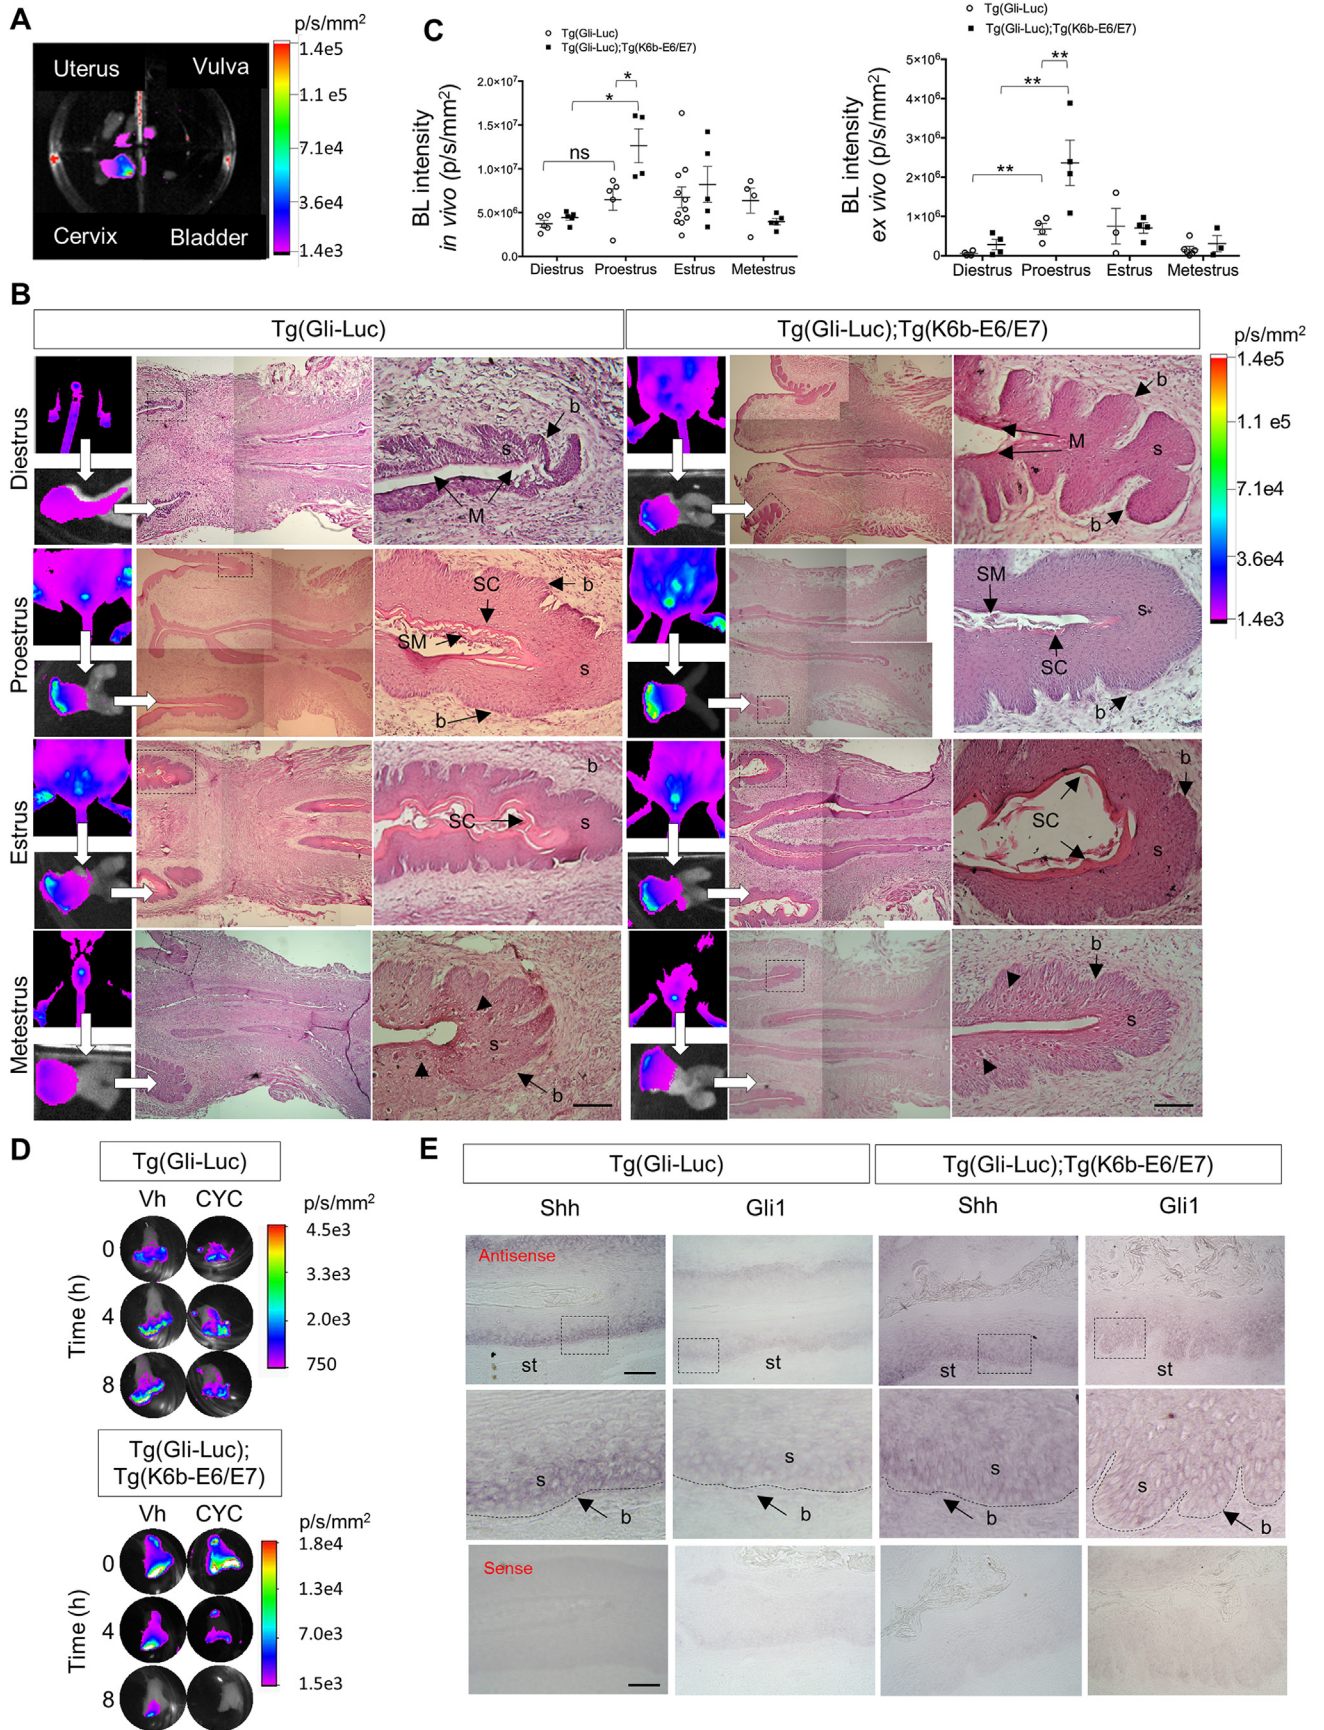 A
p/s/mm²
Uterus
Vulva
Cervix
Bladder
1.4e5
1.1 e5
7.1e4
3.6e4
1.4e3
C
Tg(Gli-Luc)
Tg(Gli-Luc);Tg(K6b-E6/E7)
BL intensity
in vivo (p/s/mm²)
2.0×10⁷
1.5×10⁷
1.0×10⁷
5.0×10⁶
0.0
ns
*
*
Diestrus
Proestrus
Estrus
Metestrus
Tg(Gli-Luc)
Tg(Gli-Luc);Tg(K6b-E6/E7)
BL intensity
ex vivo (p/s/mm²)
5×10⁶
4×10⁶
3×10⁶
2×10⁶
1×10⁶
0
**
**
**
Diestrus
Proestrus
Estrus
Metestrus
B
Tg(Gli-Luc)
Tg(Gli-Luc);Tg(K6b-E6/E7)
p/s/mm²
1.4e5
1.1 e5
7.1e4
3.6e4
1.4e3
Diestrus
b
s
M
b
M
s
b
Proestrus
SC
b
SM
s
b
SM
s
SC
b
Estrus
b
SC
s
b
SC
s
Metestrus
s
b
b
s
D
Tg(Gli-Luc)
Vh
CYC
p/s/mm²
Time (h)
0
4
8
4.5e3
3.3e3
2.0e3
750
Tg(Gli-Luc);
Tg(K6b-E6/E7)
Vh
CYC
p/s/mm²
Time (h)
0
4
8
1.8e4
1.3e4
7.0e3
1.5e3
E
Tg(Gli-Luc)
Tg(Gli-Luc);Tg(K6b-E6/E7)
Shh
Gli1
Shh
Gli1
Antisense
st
st
st
st
s
b
s
b
s
b
s
b
Sense